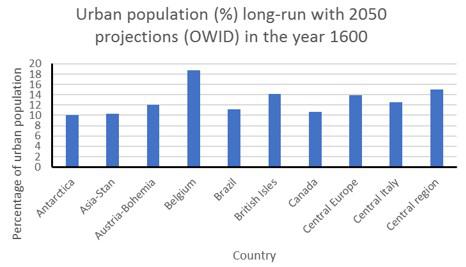 Urban population (%) long-run with 2050
projections (OWID) in the year 1600
Percentage of urban population
20
18
16
14
12
10
8
6
4
2
0
Antarctica
Asia-Stan
Austria-Bohemia
Belgium
Brazil
British Isles
Canada
Central Europe
Central Italy
Central region
Country